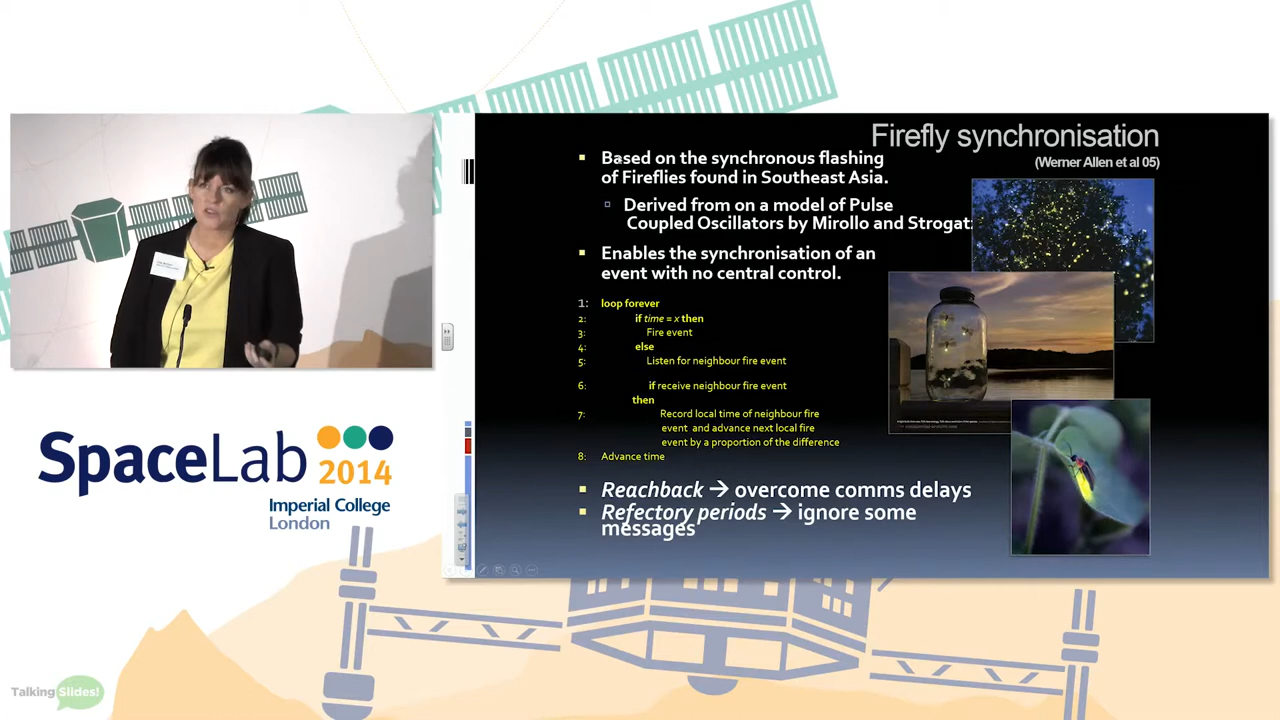 Firefly synchronisation
(Werner Allen et al 05)
Based on the synchronous flashing
of Fireflies found in Southeast Asia.
Derived from on a model of Pulse
Coupled Oscillators by Mirollo and Strogat
Enables the synchronisation of an
event with no central control.
1: loop forever
2: if time = x then
3: Fire event
4: else
5: Listen for neighbour fire event
6: if receive neighbour fire event
then
7: Record local time of neighbour fire
event and advance next local fire
event by a proportion of the difference
8: Advance time
Reachback → overcome comms delays
Refectory periods → ignore some
messages
SpaceLab
2014
Imperial College
London
TalkingSlides!